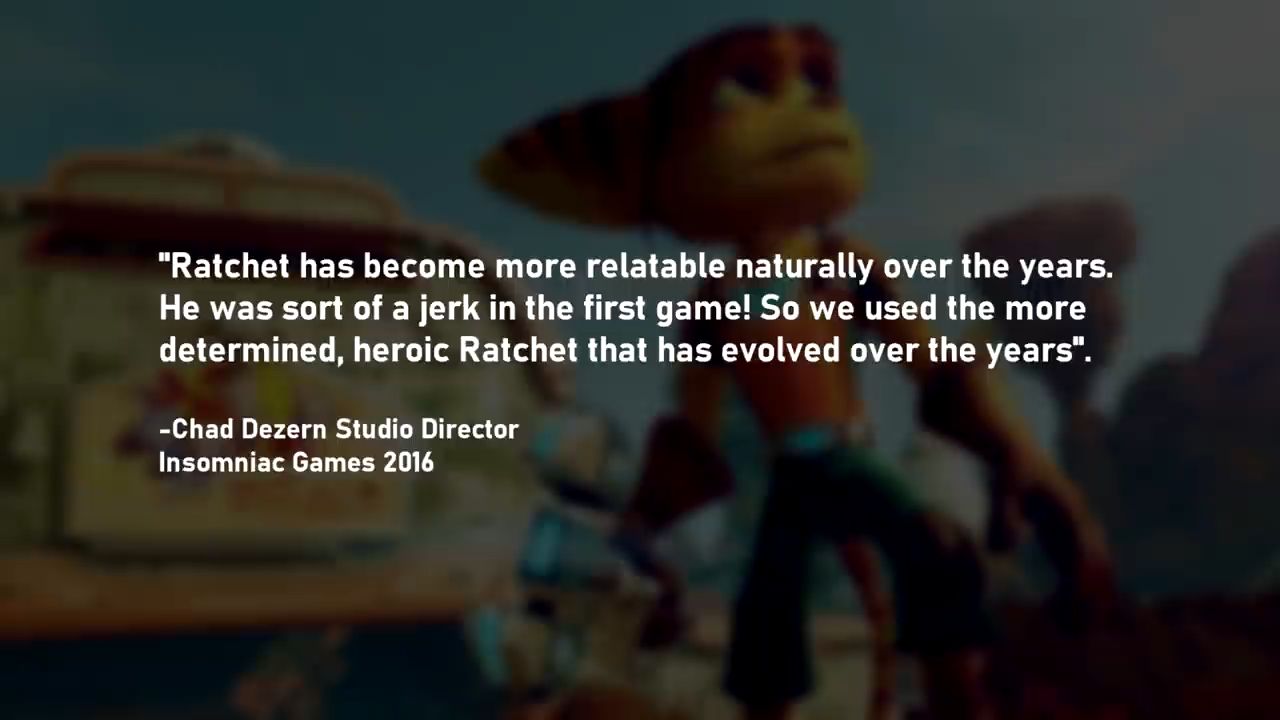 "Ratchet has become more relatable naturally over the years.
He was sort of a jerk in the first game! So we used the more
determined, heroic Ratchet that has evolved over the years".
-Chad Dezern Studio Director
Insomniac Games 2016